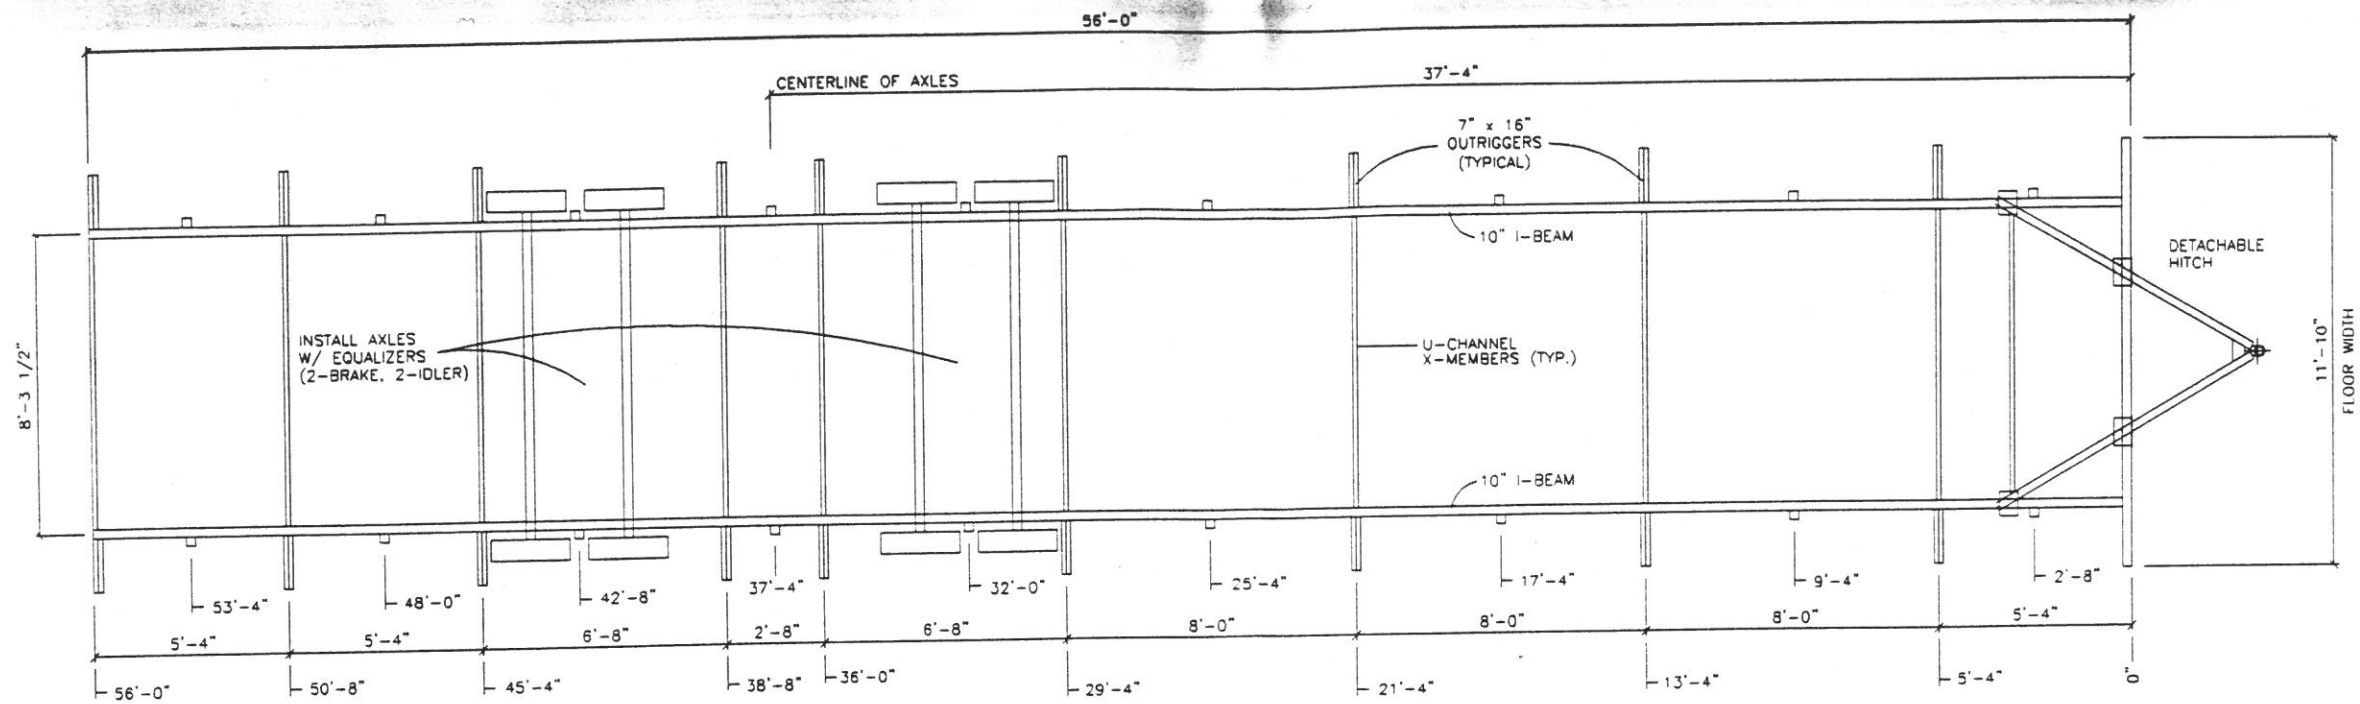 56'-0"
37'-4"
CENTERLINE OF AXLES
7" x 16"
OUTRIGGERS
(TYPICAL)
10" I-BEAM
DETACHABLE
HITCH
INSTALL AXLES
W/ EQUALIZERS
(2-BRAKE, 2-IDLER)
U-CHANNEL
X-MEMBERS (TYP.)
8'-3 1/2"
11'-10"
FLOOR WIDTH
10" I-BEAM
53'-4"
48'-0"
42'-8"
37'-4"
32'-0"
25'-4"
17'-4"
9'-4"
2'-8"
5'-4"
5'-4"
6'-8"
2'-8"
6'-8"
8'-0"
8'-0"
8'-0"
5'-4"
56'-0"
50'-8"
45'-4"
38'-8"
36'-0"
29'-4"
21'-4"
13'-4"
5'-4"
0"